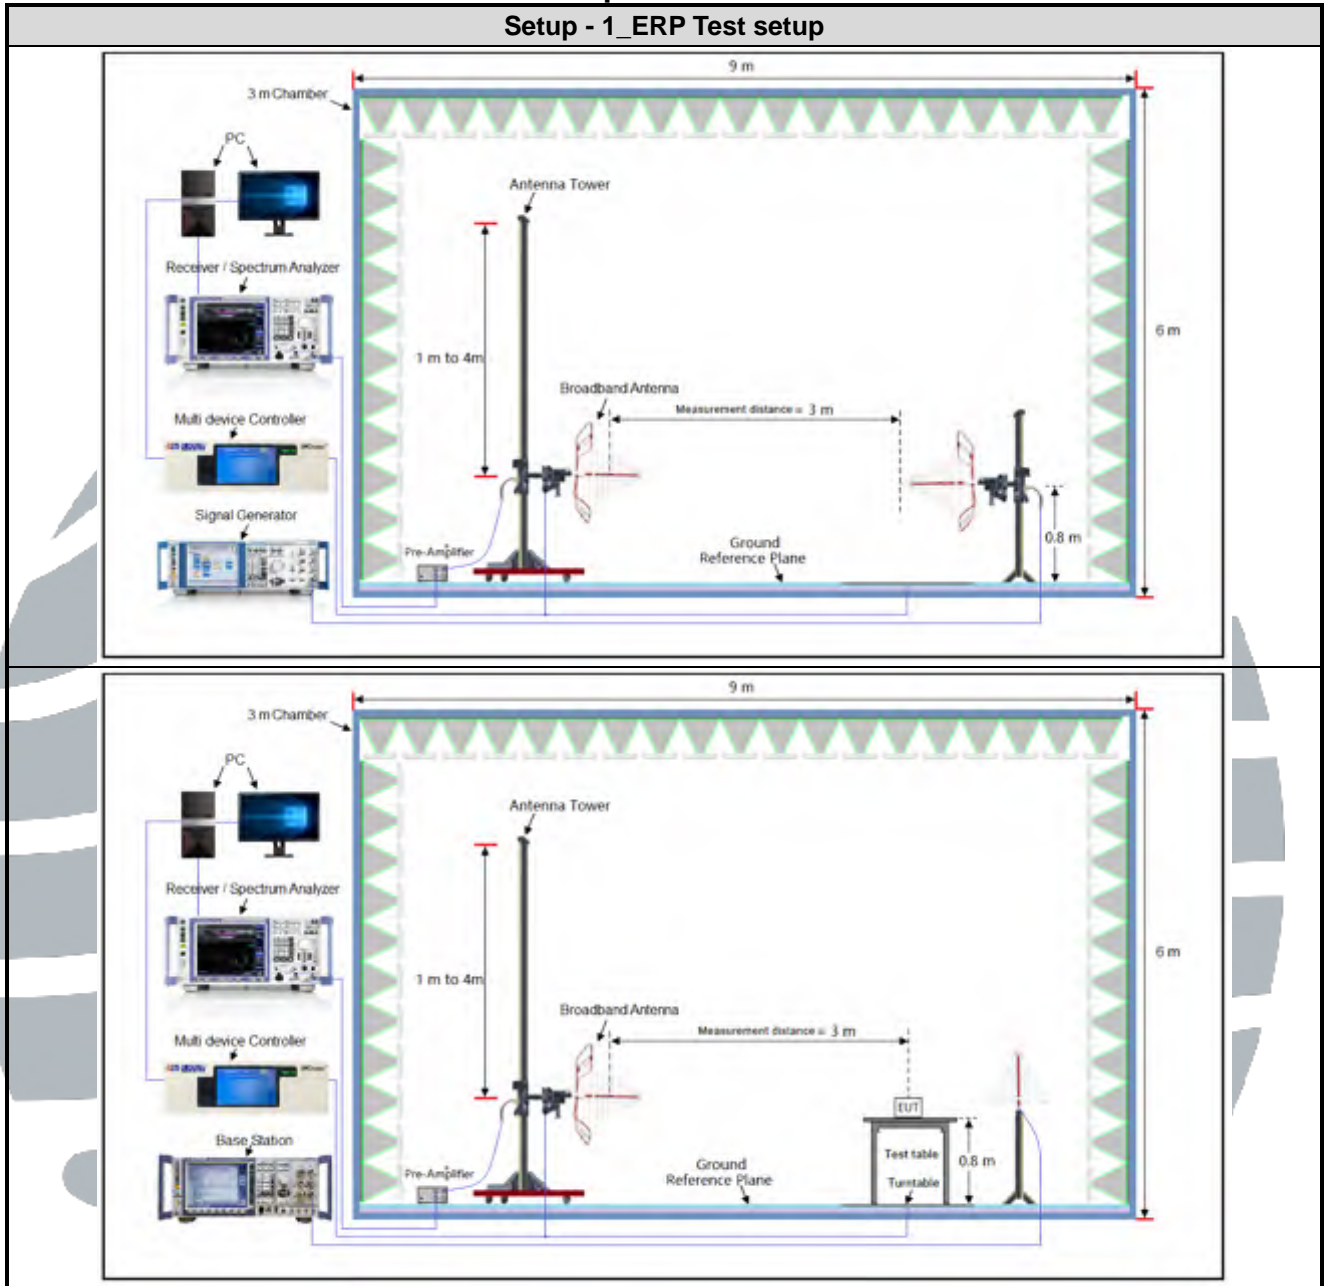 Setup - 1_ERP Test setup
9 m
3 m Chamber
PC
Antenna Tower
Receiver / Spectrum Analyzer
6 m
1 m to 4m
Broadband Antenna
Measurement distance = 3 m
Multi device Controller
Signal Generator
Pre-Amplifier
Ground
Reference Plane
0.8 m
9 m
3 m Chamber
PC
Antenna Tower
Receiver / Spectrum Analyzer
6 m
1 m to 4m
Broadband Antenna
Measurement distance = 3 m
Multi device Controller
EUT
Base Station
Test table
0.8 m
Pre-Amplifier
Ground
Reference Plane
Turntable